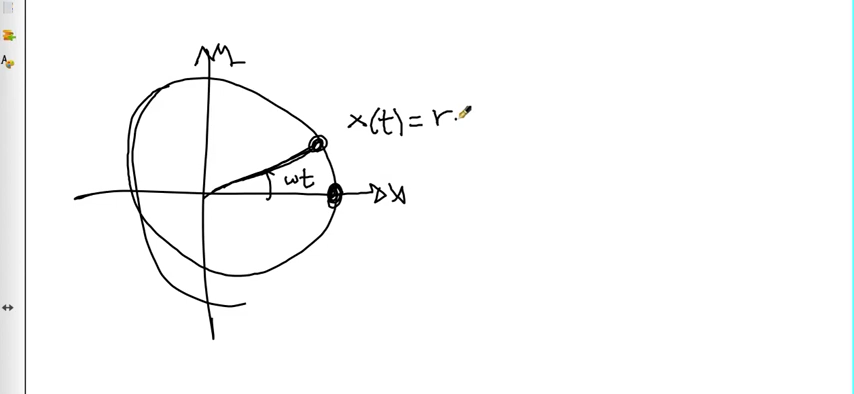 x(t) = r.
ωt
x